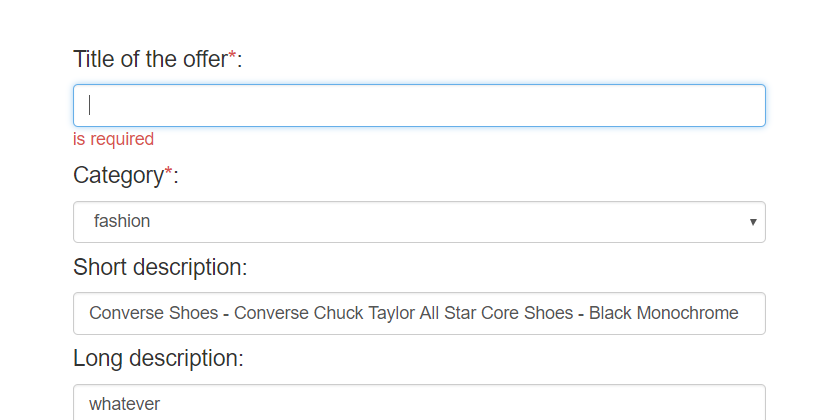 Title of the offer*:
is required
Category*:
fashion
Short description:
Converse Shoes - Converse Chuck Taylor All Star Core Shoes - Black Monochrome
Long description:
whatever